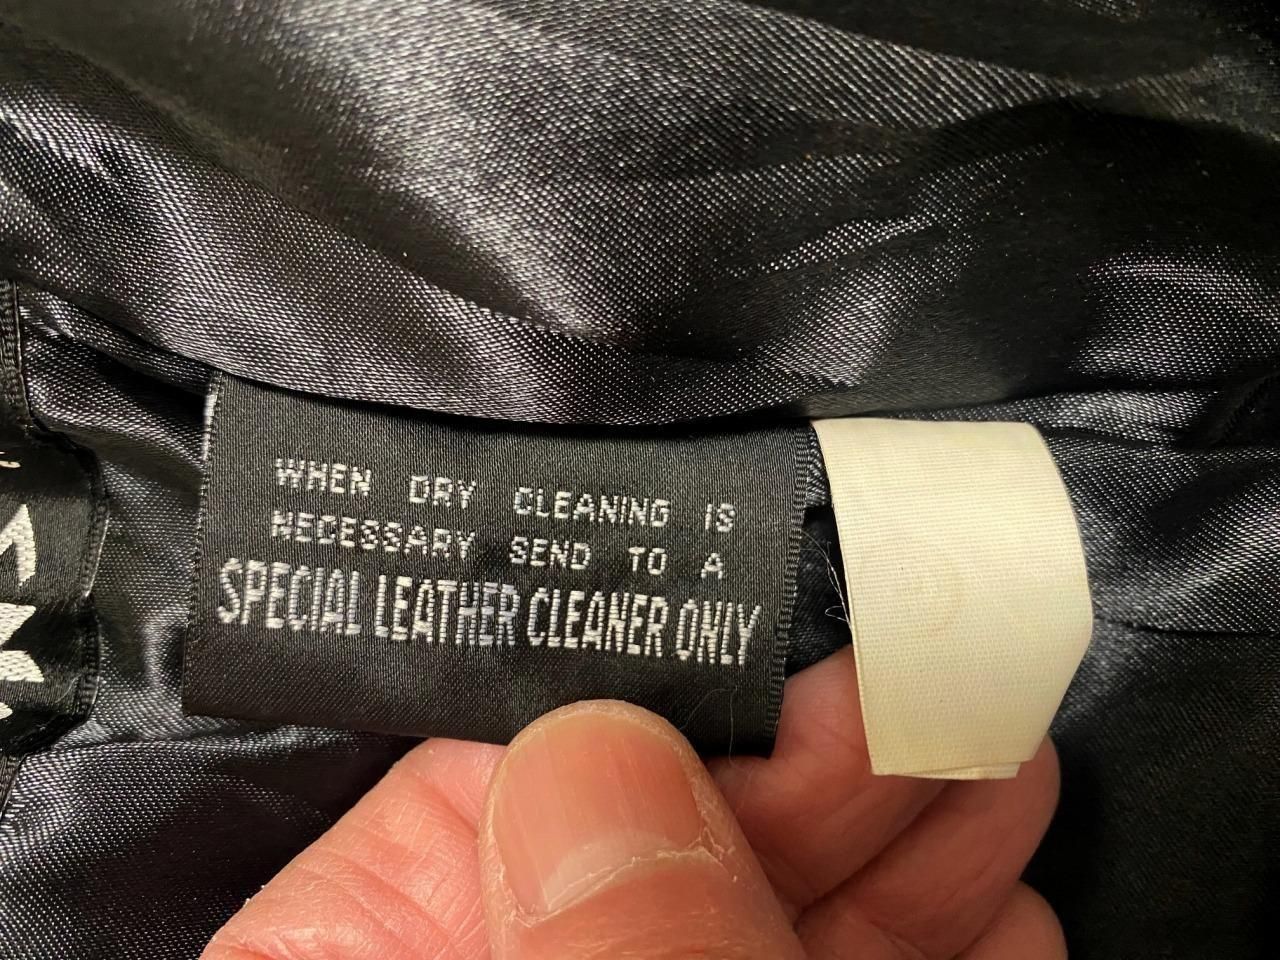 WHEN DRY CLEANING IS
NECESSARY SEND TO A
SPECIAL LEATHER CLEANER ONLY